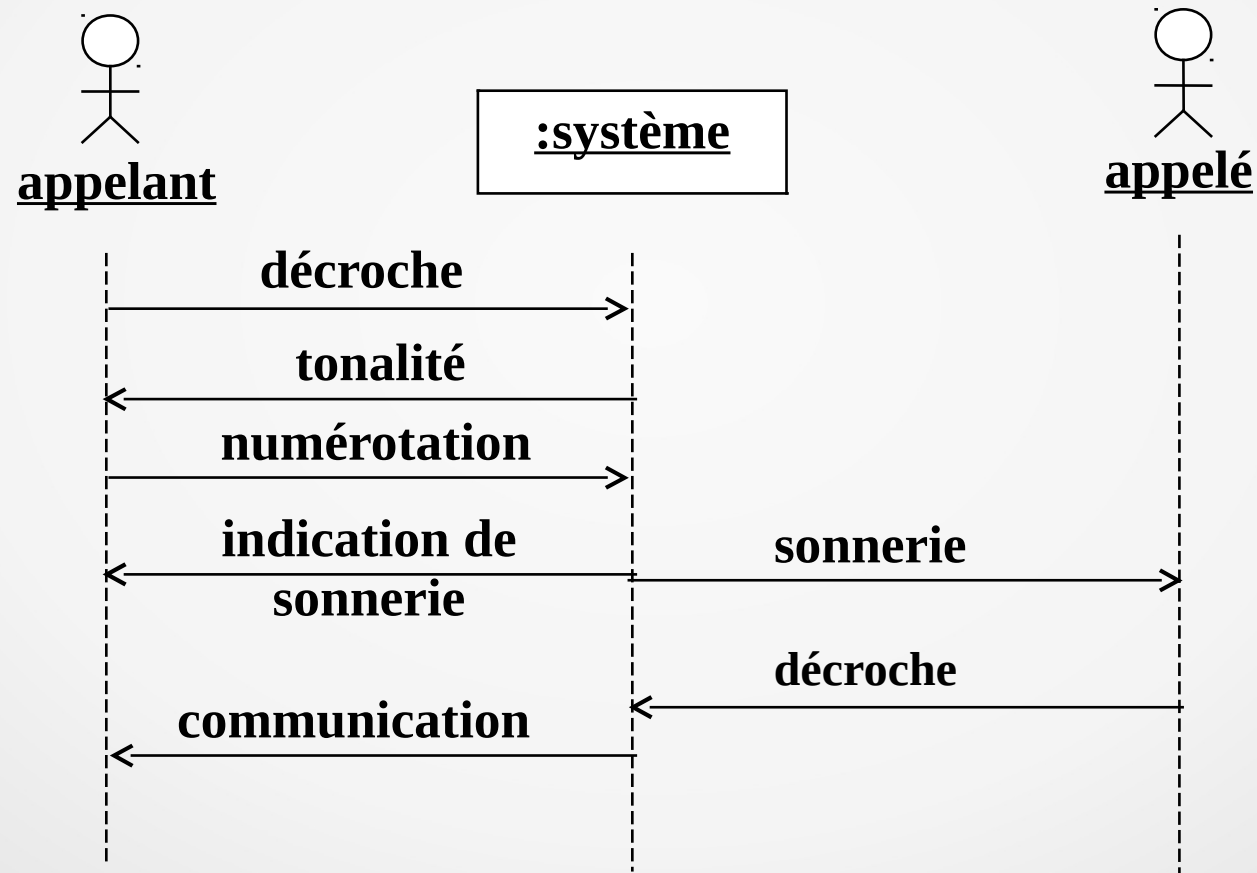 :système
appelant
appelé
décroche
tonalité
numérotation
indication de
sonnerie
sonnerie
décroche
communication